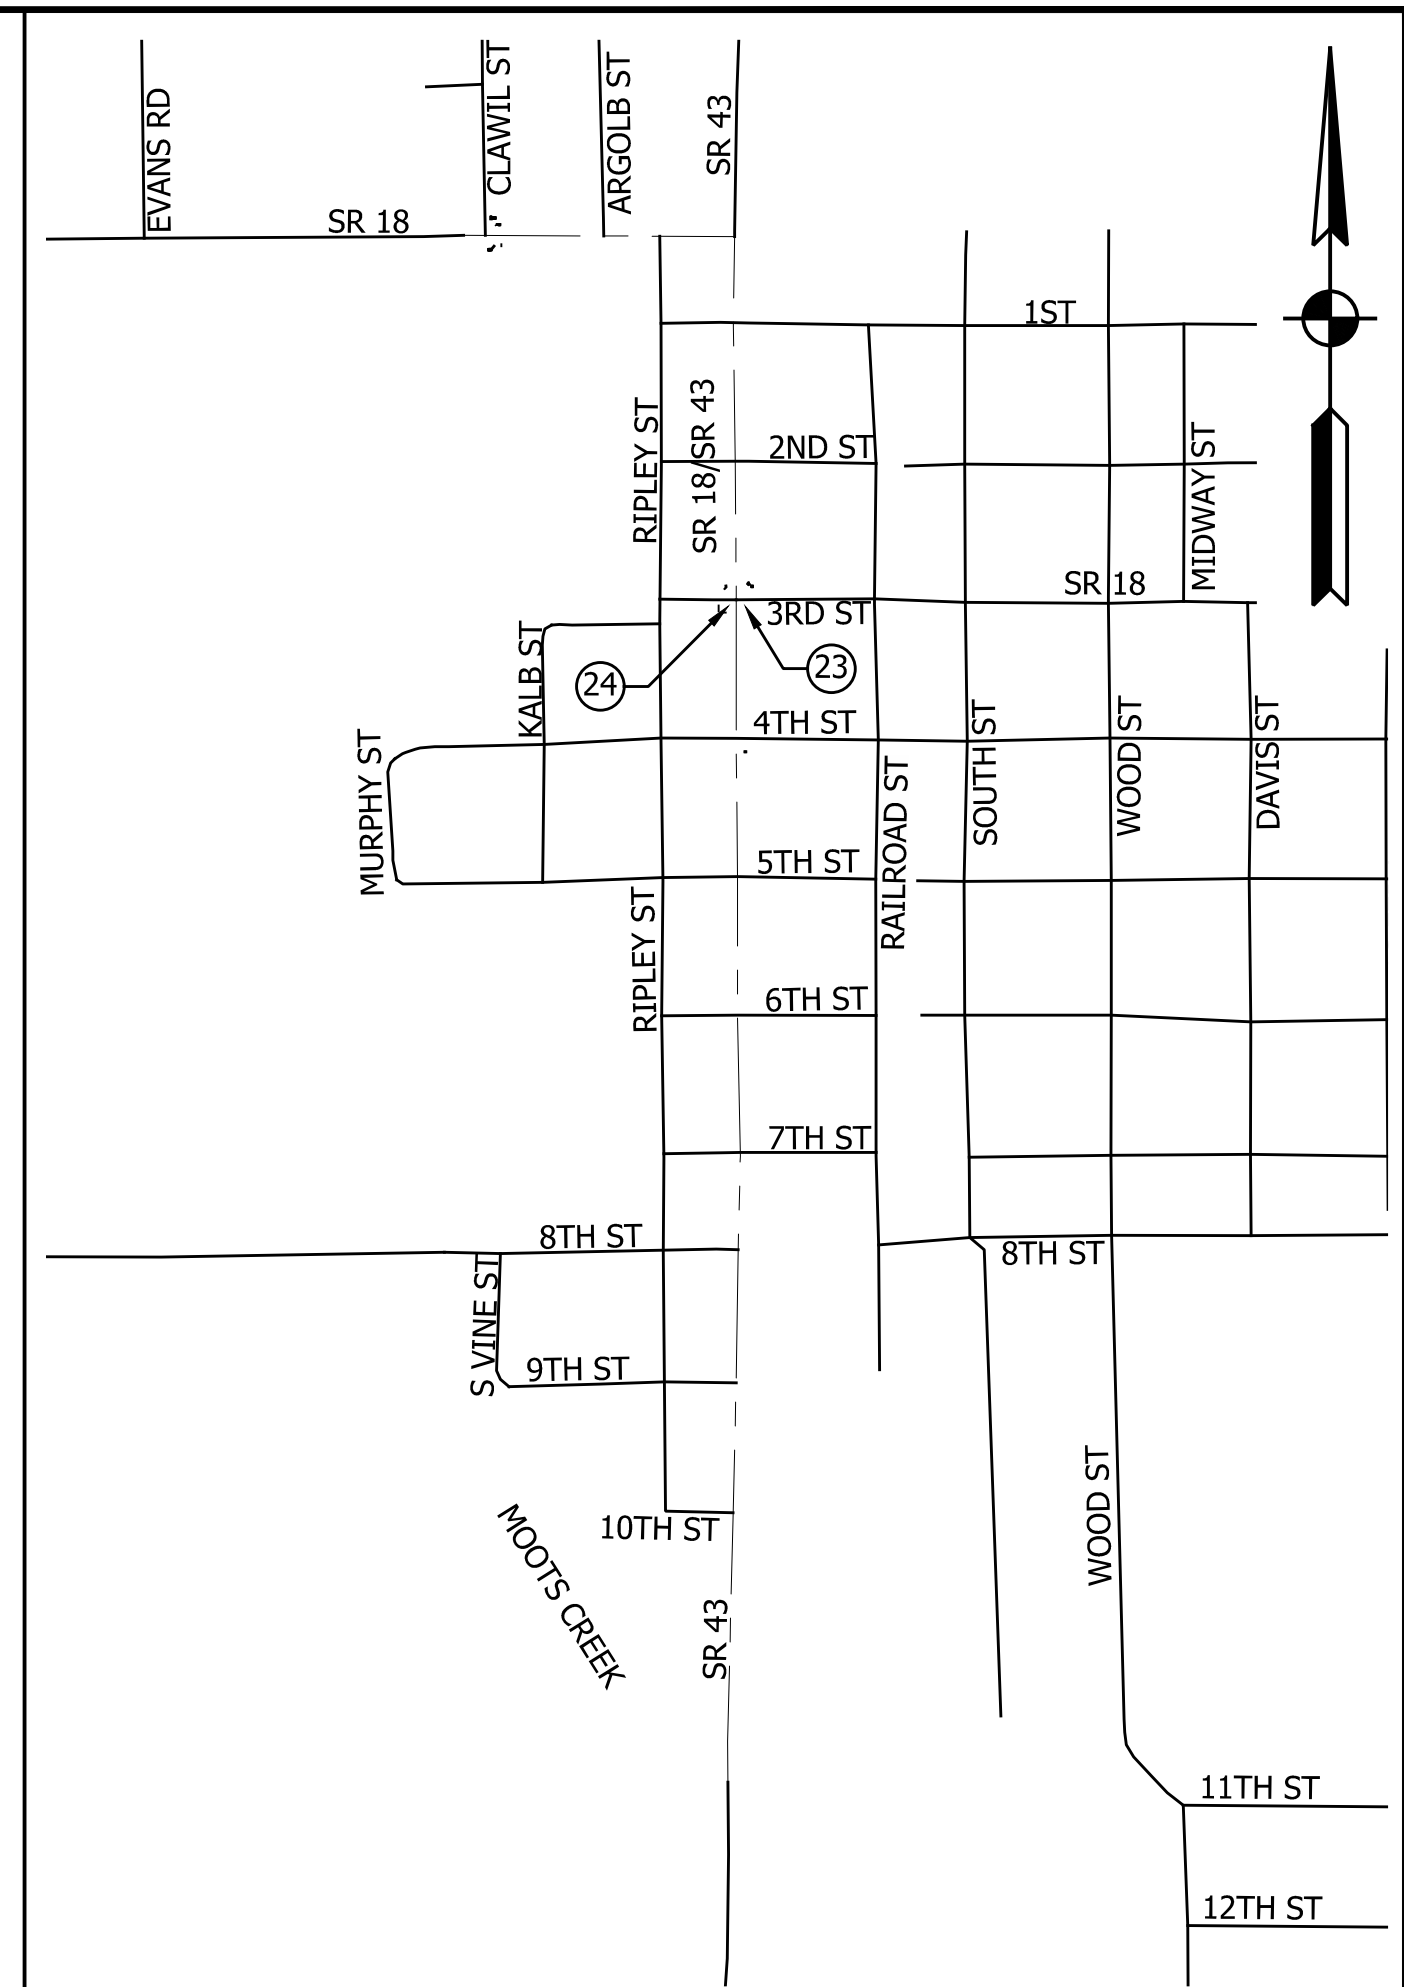 EVANS RD
CLAWIL ST
ARGOLB ST
SR 43
SR 18
1ST
RIPLEY ST
SR 18/SR 43
2ND ST
MIDWAY ST
SR 18
3RD ST
KALB ST
24
23
4TH ST
MURPHY ST
SOUTH ST
WOOD ST
DAVIS ST
RAILROAD ST
5TH ST
RIPLEY ST
6TH ST
7TH ST
8TH ST
8TH ST
S VINE ST
9TH ST
WOOD ST
10TH ST
MOOTS CREEK
SR 43
11TH ST
12TH ST